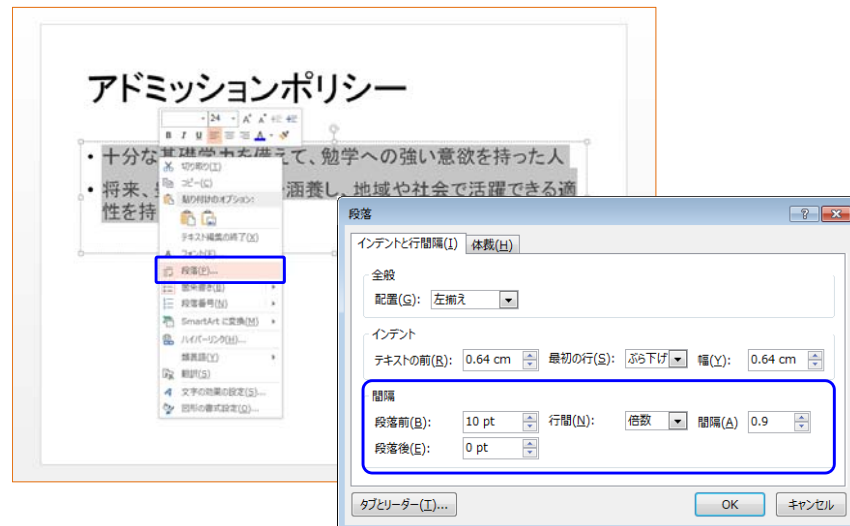 アドミッションポリシー
24
B I U
• 十分な基礎学力を備えて、勉学への強い意欲を持った人
• 将来、
涵養し、地域や社会で活躍できる適
性を持
切り取り(T)
コピー(C)
貼り付けのオプション:
テキスト編集の終了(X)
フォント(F)...
段落(P)...
箇条書き(B)
段落番号(N)
SmartArt に変換(M)
ハイパーリンク(H)...
類義語(Y)
翻訳(S)
文字の効果の設定(S)...
図形の書式設定(O)...
段落
インデントと行間隔(I) 体裁(H)
全般
配置(G): 左揃え
インデント
テキストの前(R): 0.64 cm 最初の行(S): ぶら下げ 幅(Y): 0.64 cm
間隔
段落前(B): 10 pt 行間(N): 倍数 間隔(A) 0.9
段落後(E): 0 pt
タブとリーダー(T)... OK キャンセル